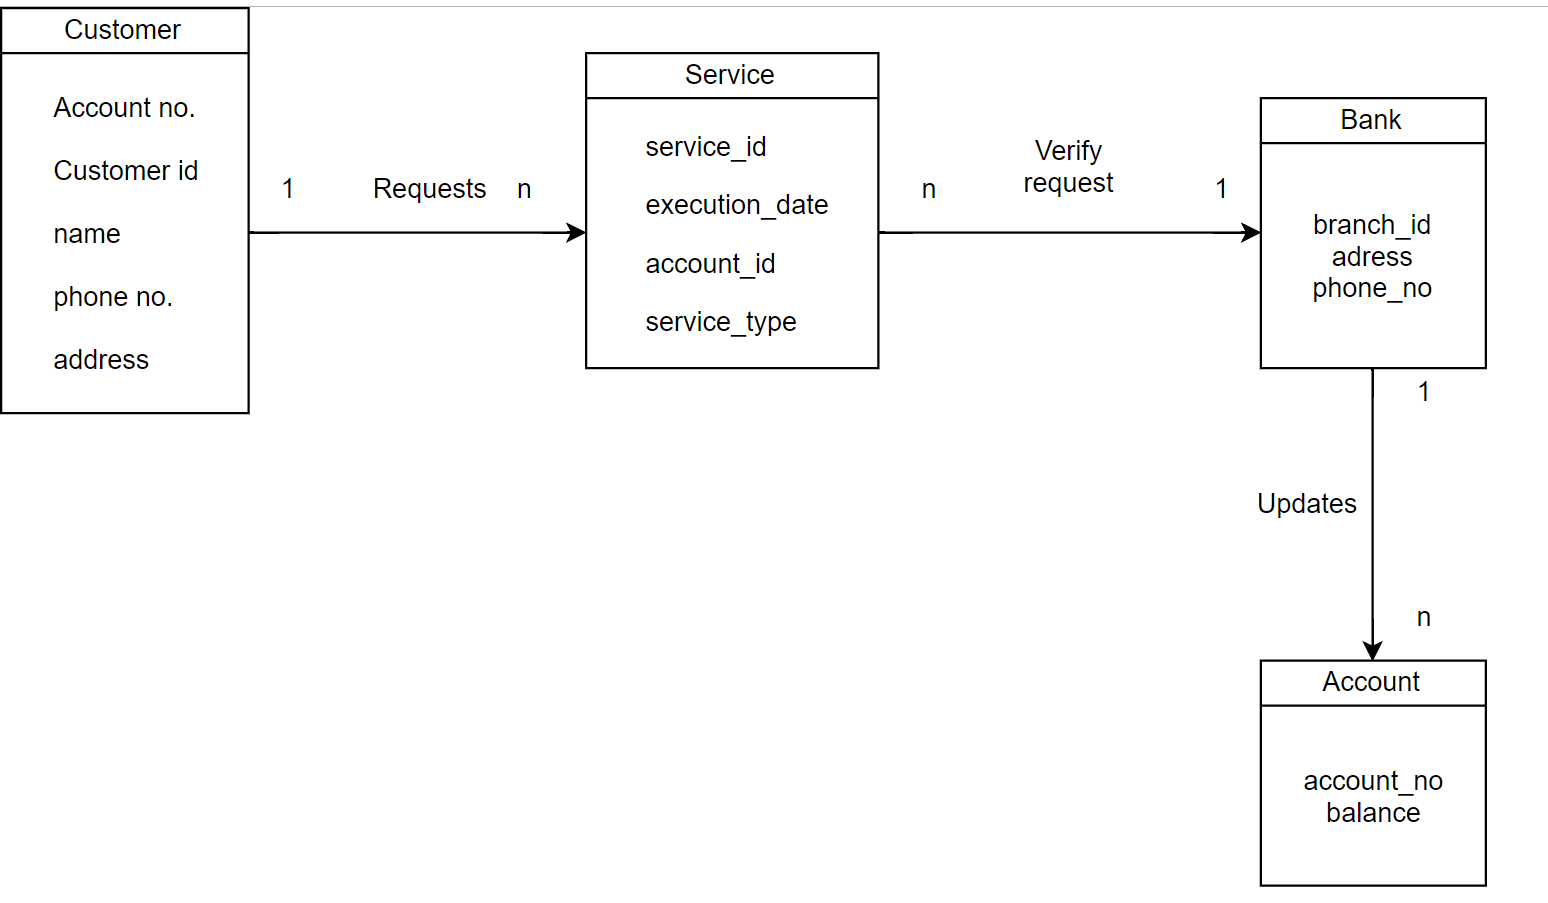 Customer
Account no.
Customer id
name
phone no.
address
1 Requests n
Service
service_id
execution_date
account_id
service_type
n
Verify
request
1
Bank
branch_id
adress
phone_no
1
Updates
n
Account
account_no
balance